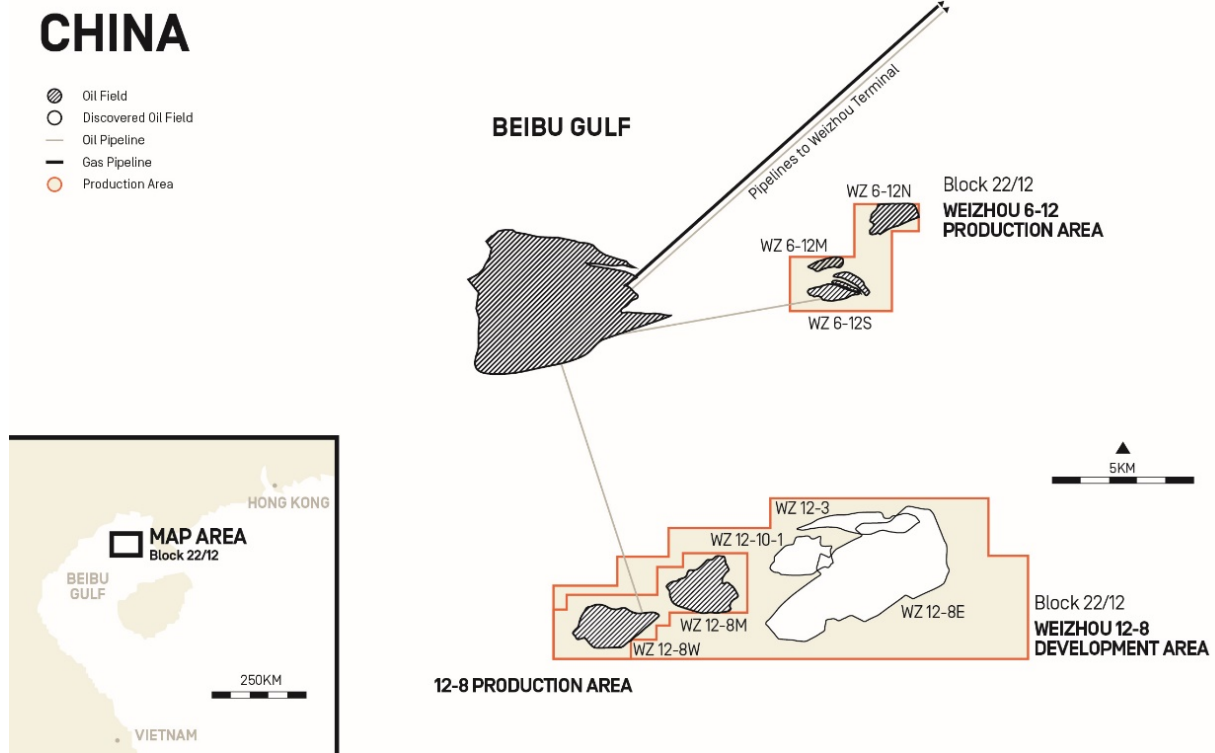 CHINA
Oil Field
Discovered Oil Field
Oil Pipeline
Gas Pipeline
Production Area
BEIBU GULF
Pipelines to Weizhou Terminal
WZ 6-12N
Block 22/12
WEIZHOU 6-12
PRODUCTION AREA
WZ 6-12M
WZ 6-12S
5KM
HONG KONG
MAP AREA
Block 22/12
BEIBU
GULF
250KM
VIETNAM
WZ 12-3
WZ 12-10-1
WZ 12-8E
WZ 12-8M
WZ 12-8W
Block 22/12
WEIZHOU 12-8
DEVELOPMENT AREA
12-8 PRODUCTION AREA